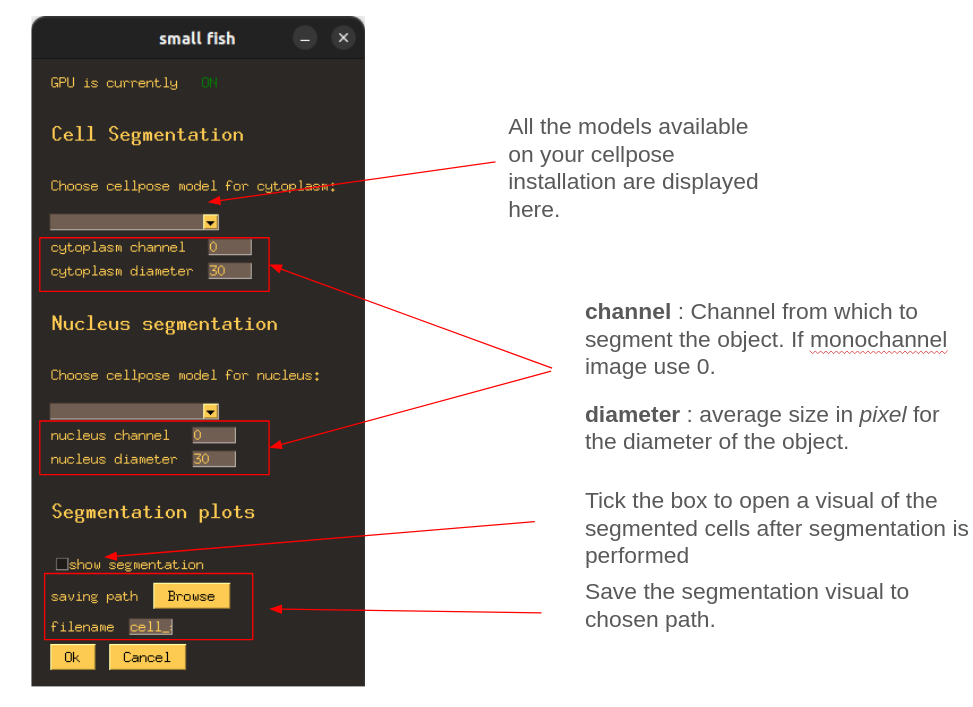 small fish
GPU is currently ON
Cell Segmentation
Choose cellpose model for cytoplasm:
cytoplasm channel 0
cytoplasm diameter 30
Nucleus segmentation
Choose cellpose model for nucleus:
nucleus channel 0
nucleus diameter 30
Segmentation plots
show segmentation
saving path Browse
filename cell_
Ok Cancel
All the models available
on your cellpose
installation are displayed
here.
channel : Channel from which to
segment the object. If monochannel
image use 0.
diameter : average size in pixel for
the diameter of the object.
Tick the box to open a visual of the
segmented cells after segmentation is
performed
Save the segmentation visual to
chosen path.